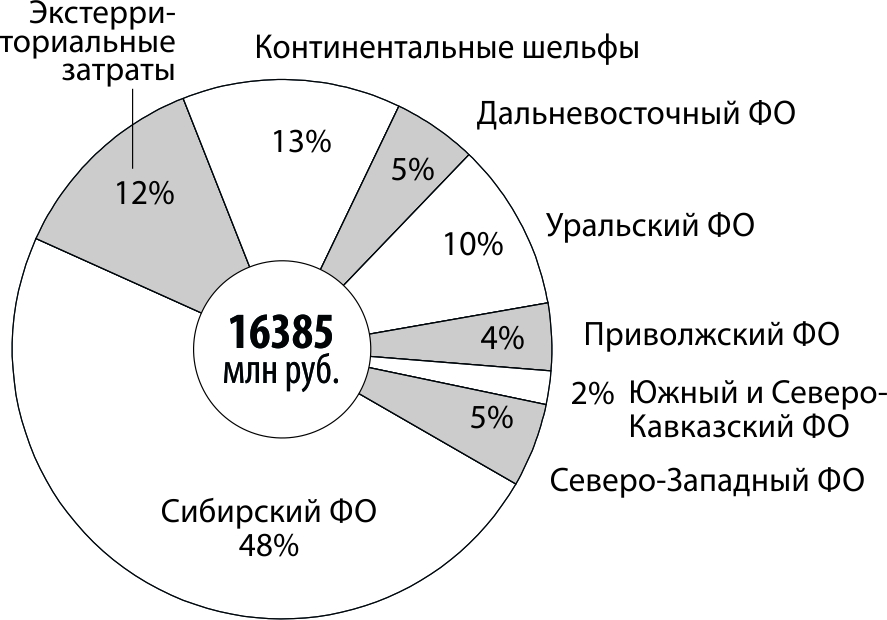 Экстерри-
ториальные
затраты
12%
Континентальные шельфы
13%
Дальневосточный ФО
5%
Уральский ФО
10%
Приволжский ФО
4%
2% Южный и Северо-
Кавказский ФО
5%
Северо-Западный ФО
Сибирский ФО
48%
16385
млн руб.